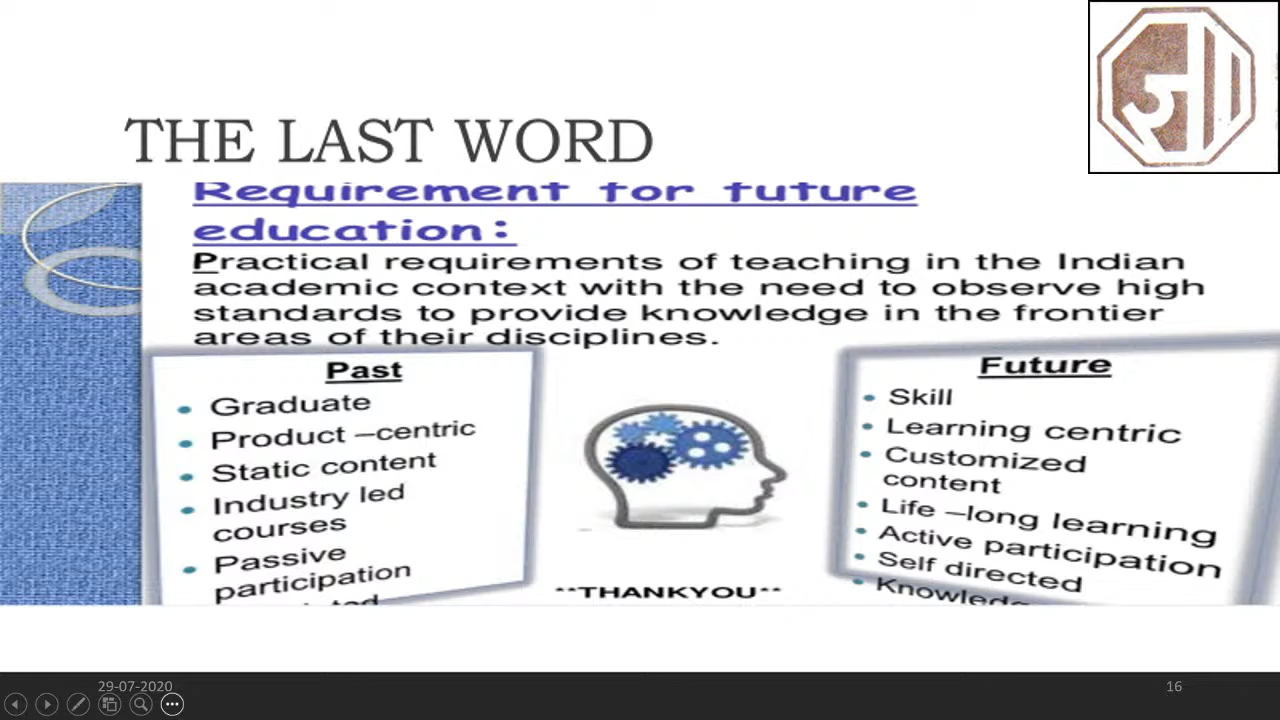 THE LAST WORD
Requirement for future
education:
Practical requirements of teaching in the Indian
academic context with the need to observe high
standards to provide knowledge in the frontier
areas of their disciplines.
Past
Graduate
Product –centric
Static content
Industry led
courses
Passive
participation
Future
Skill
Learning centric
Customized
content
Life –long learning
Active participation
Self directed
**THANKYOU**
29-07-2020
16